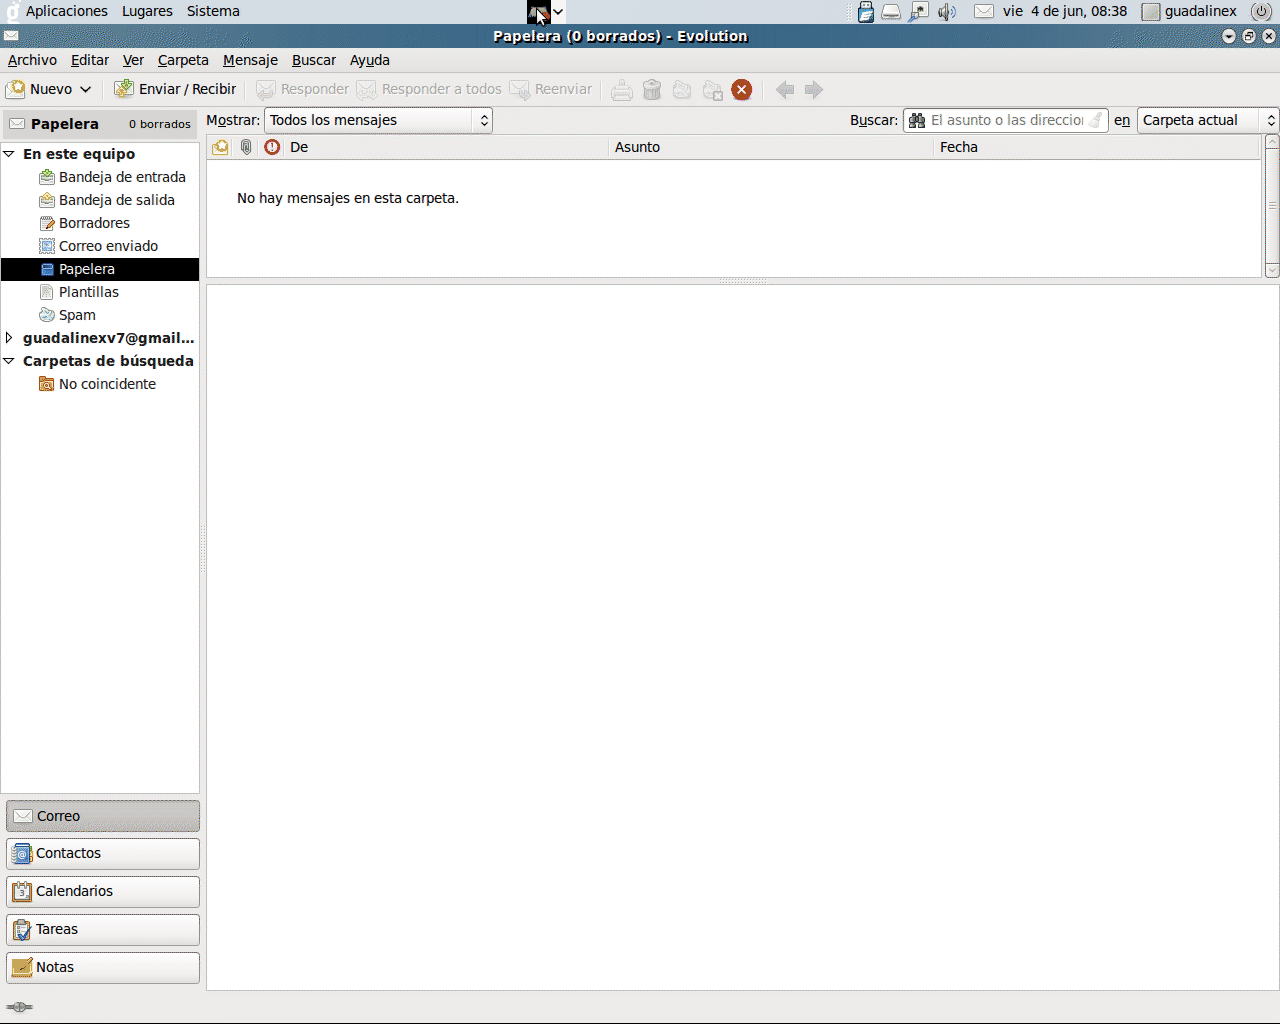 Aplicaciones Lugares Sistema vie 4 de jun, 08:38 guadalinex
Papelera (0 borrados) - Evolution
Archivo Editar Ver Carpeta Mensaje Buscar Ayuda
Nuevo Enviar / Recibir Responder Responder a todos Reenviar
Papelera 0 borrados Mostrar: Todos los mensajes Buscar: El asunto o las direccion en Carpeta actual
De Asunto Fecha
En este equipo
Bandeja de entrada
Bandeja de salida
Borradores
Correo enviado
Papelera
Plantillas
Spam
guadalinexv7@gmail...
Carpetas de búsqueda
No coincidente
No hay mensajes en esta carpeta.
Correo
Contactos
Calendarios
Tareas
Notas